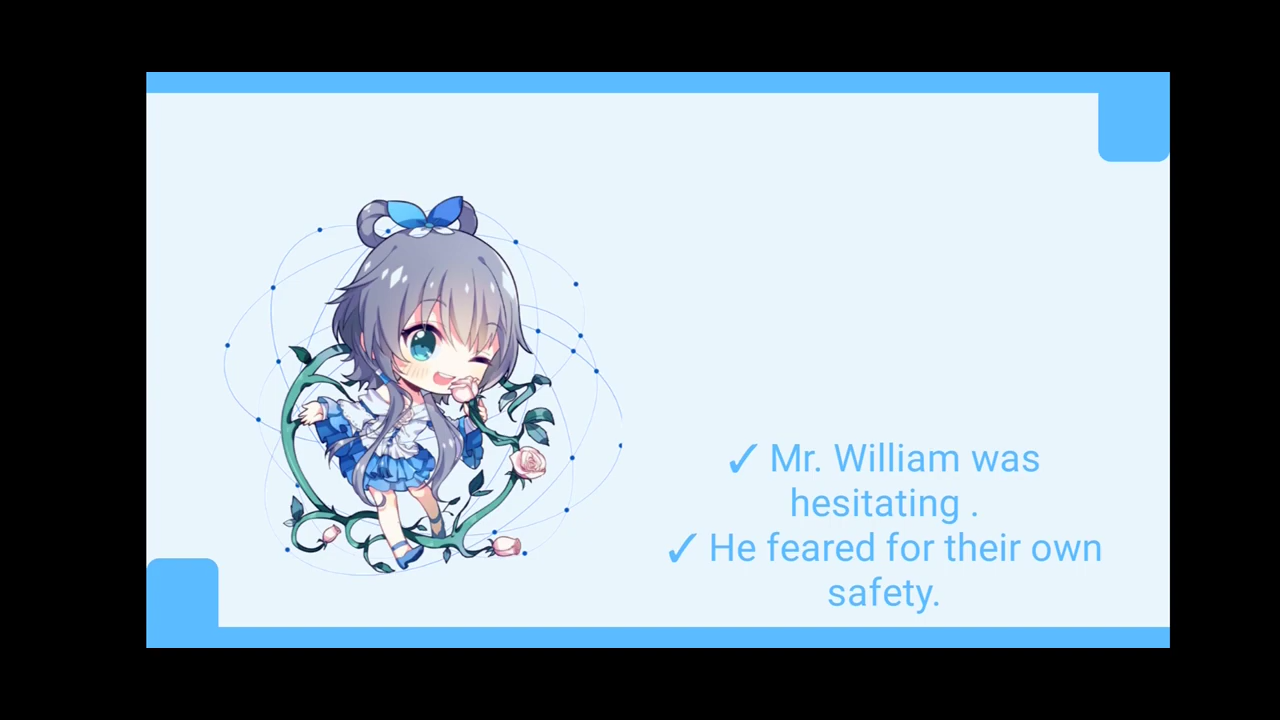 ✓ Mr. William was
hesitating .
✓ He feared for their own
safety.